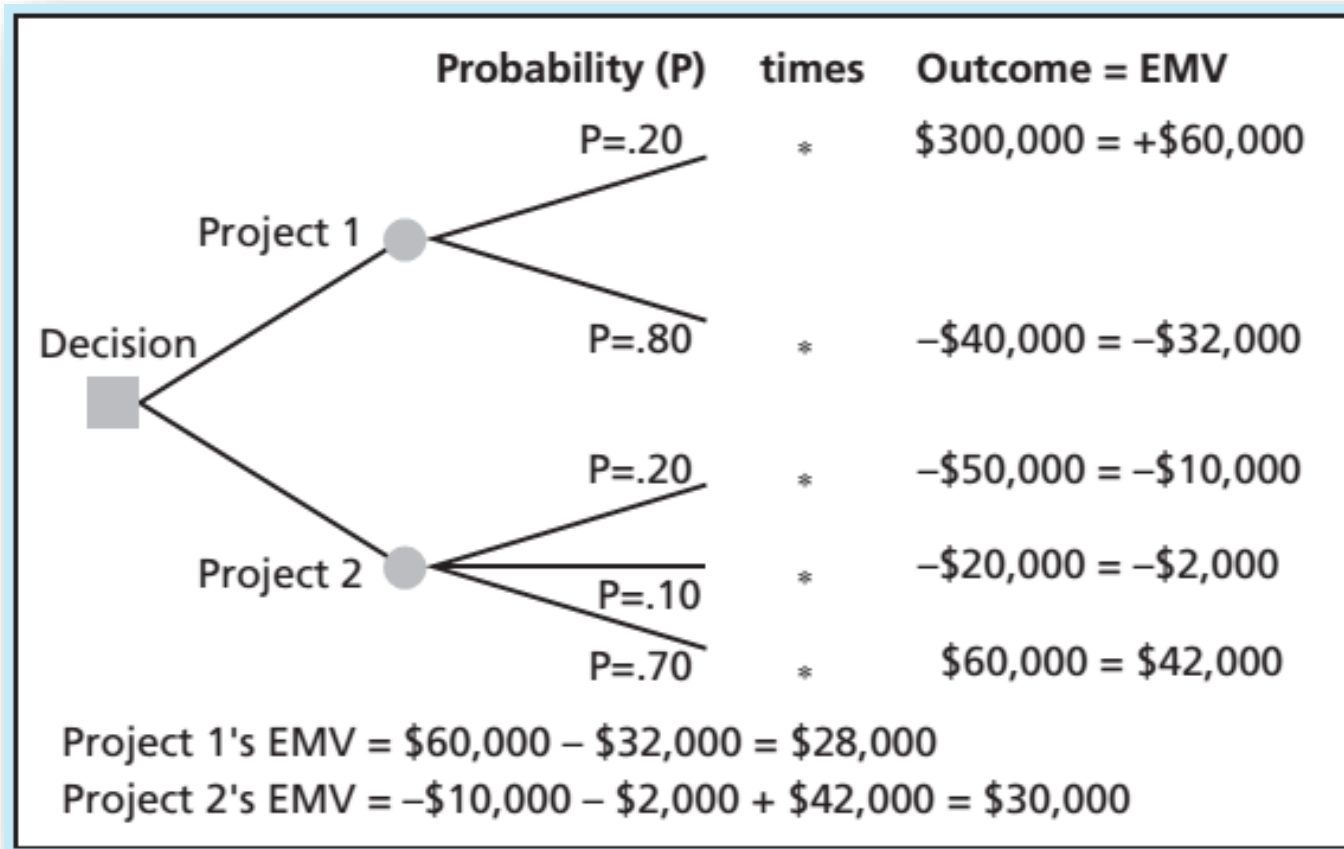 Probability (P) times Outcome = EMV
P=.20 * $300,000 = +$60,000
Project 1
P=.80 * –$40,000 = –$32,000
Decision
P=.20 * –$50,000 = –$10,000
Project 2
–$20,000 = –$2,000
P=.10 *
P=.70 * $60,000 = $42,000
Project 1's EMV = $60,000 – $32,000 = $28,000
Project 2's EMV = –$10,000 – $2,000 + $42,000 = $30,000